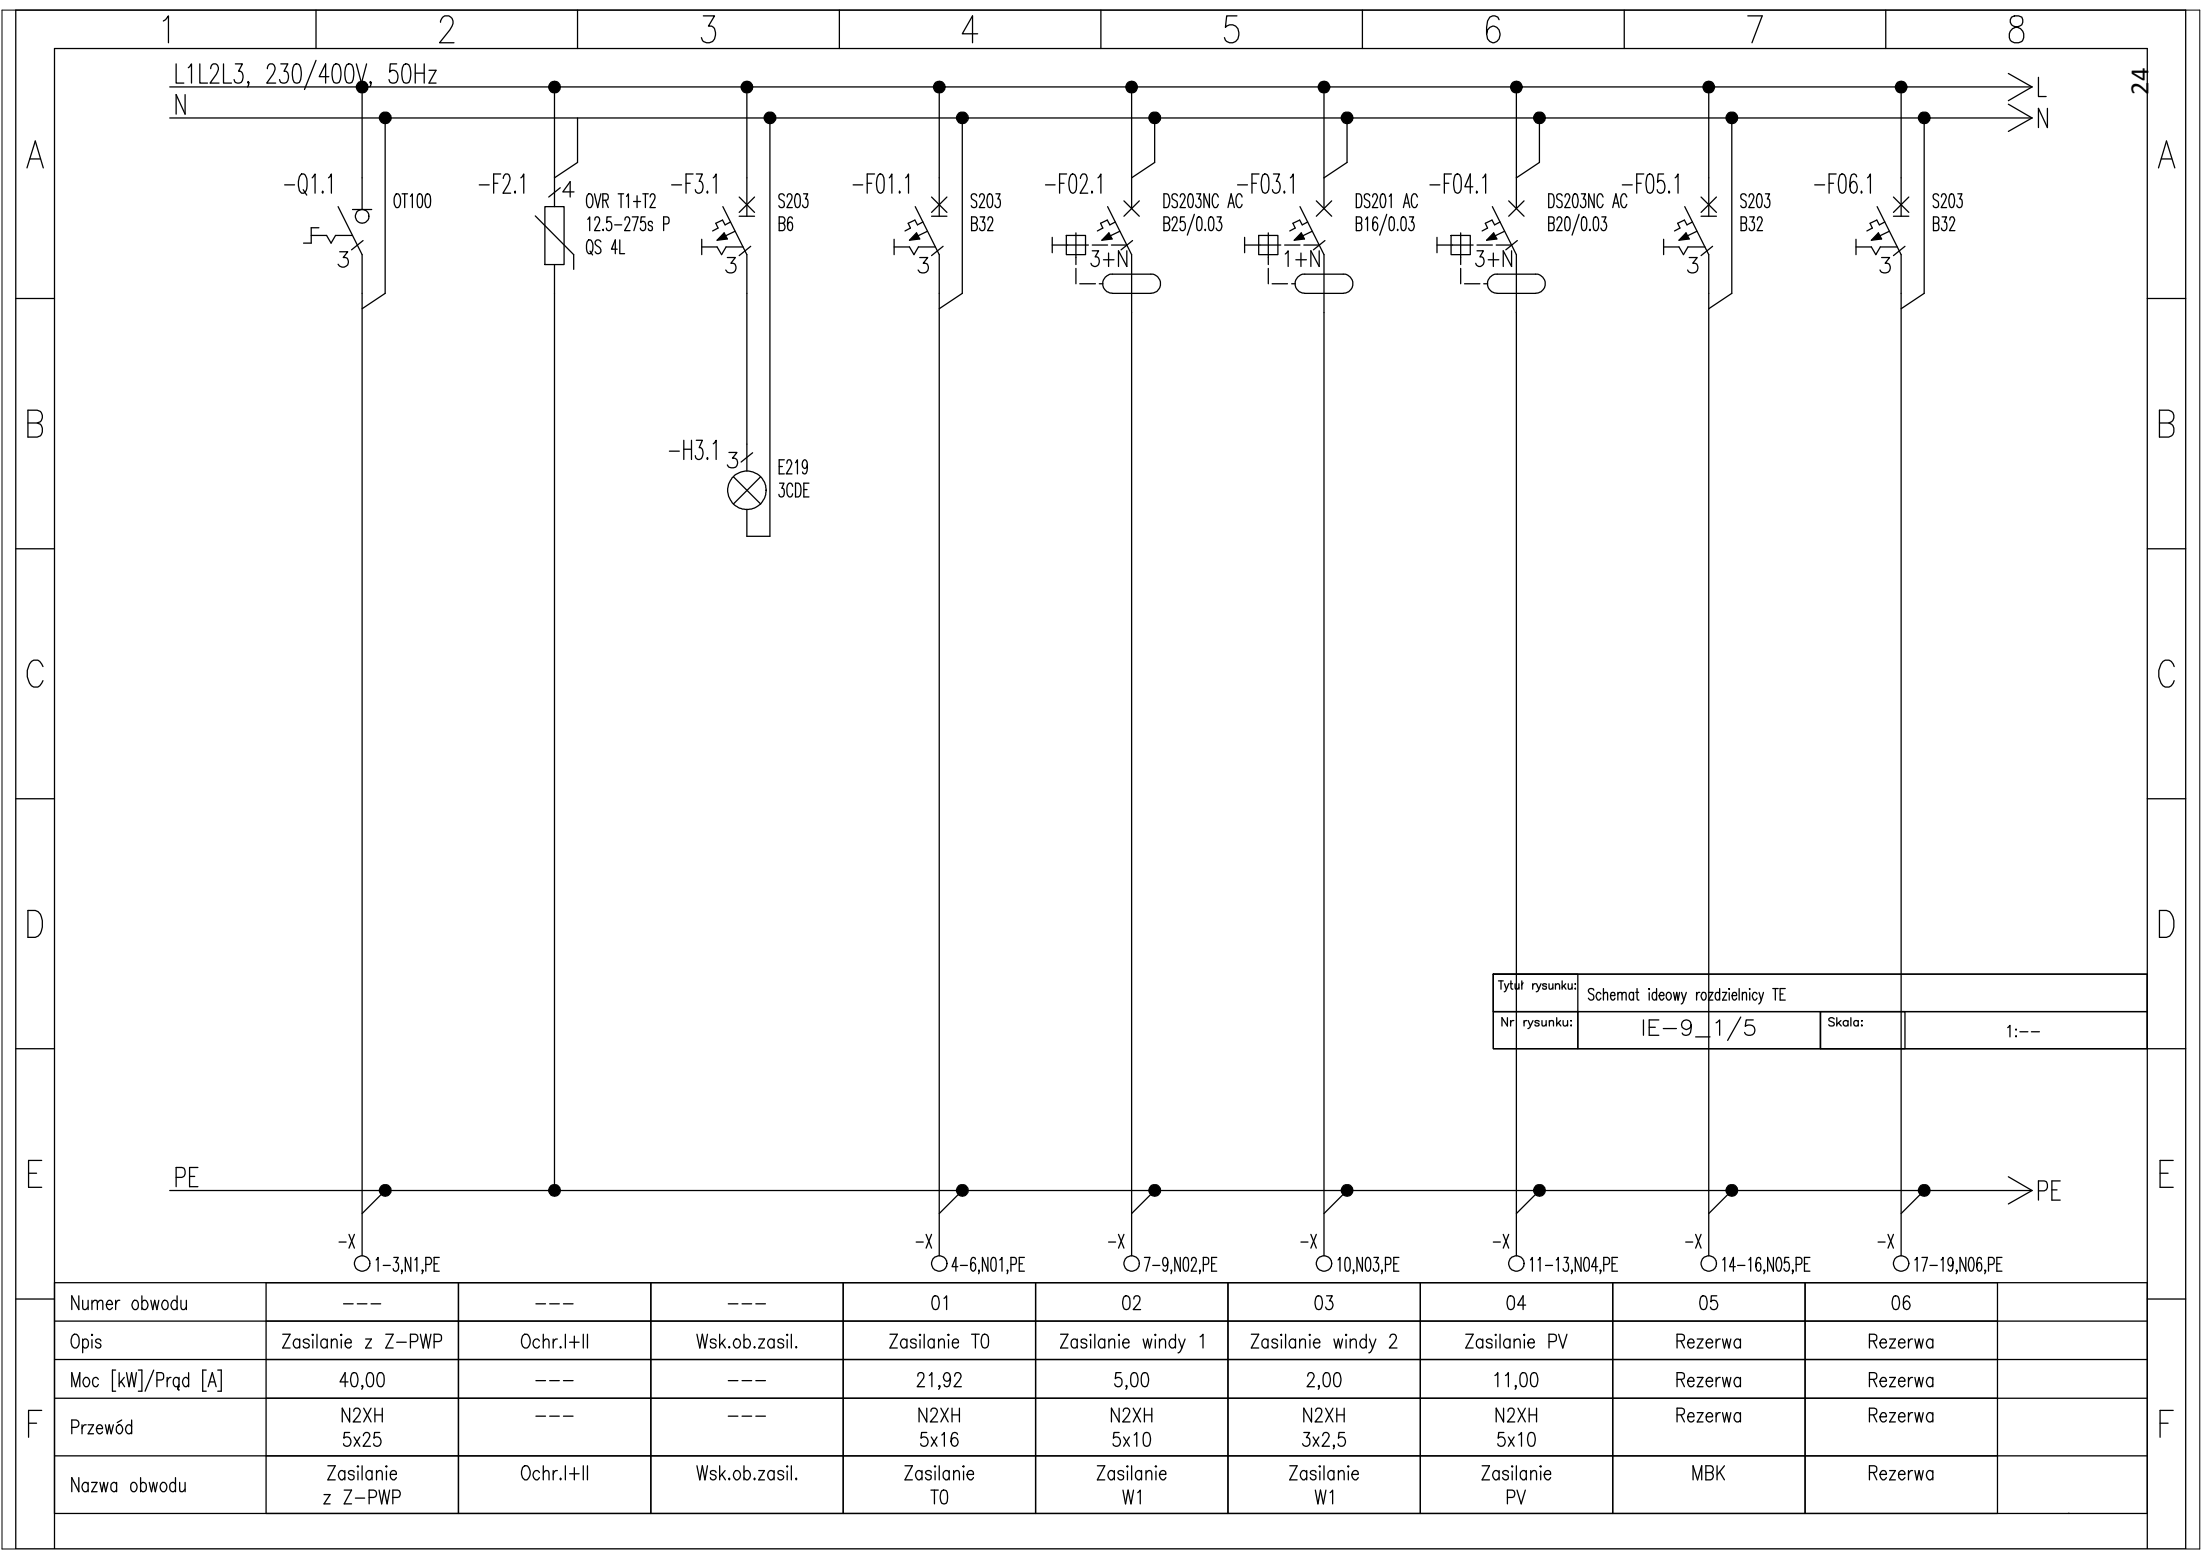 1 2 3 4 5 6 7 8
24
L1L2L3, 230/400V, 50Hz
L
N
N
A
A
-Q1.1
OT100
3
-F2.1
4
OVR T1+T2
12.5-275s P
QS 4L
-F3.1
S203
B6
3
-F01.1
S203
B32
3
-F02.1
DS203NC AC
B25/0.03
3+N
-F03.1
DS201 AC
B16/0.03
1+N
-F04.1
DS203NC AC
B20/0.03
3+N
-F05.1
S203
B32
3
-F06.1
S203
B32
3
B
B
-H3.1
3
E219
3CDE
C
C
D
D
Tytuł rysunku: Schemat ideowy rozdzielnicy TE
Nr rysunku: IE-9_1/5 Skala: 1:--
E
E
PE
PE
-X
1-3,N1,PE
-X
4-6,N01,PE
-X
7-9,N02,PE
-X
10,N03,PE
-X
11-13,N04,PE
-X
14-16,N05,PE
-X
17-19,N06,PE
F
F
Numer obwodu --- --- --- 01 02 03 04 05 06
Opis Zasilanie z Z-PWP Ochr.I+II Wsk.ob.zasil. Zasilanie TO Zasilanie windy 1 Zasilanie windy 2 Zasilanie PV Rezerwa Rezerwa
Moc [kW]/Prąd [A] 40,00 --- --- 21,92 5,00 2,00 11,00 Rezerwa Rezerwa
Przewód N2XH --- --- N2XH N2XH N2XH N2XH Rezerwa Rezerwa
5x25 5x16 5x10 3x2,5 5x10
Nazwa obwodu Zasilanie Ochr.I+II Wsk.ob.zasil. Zasilanie Zasilanie Zasilanie Zasilanie MBK Rezerwa
z Z-PWP TO W1 W1 PV